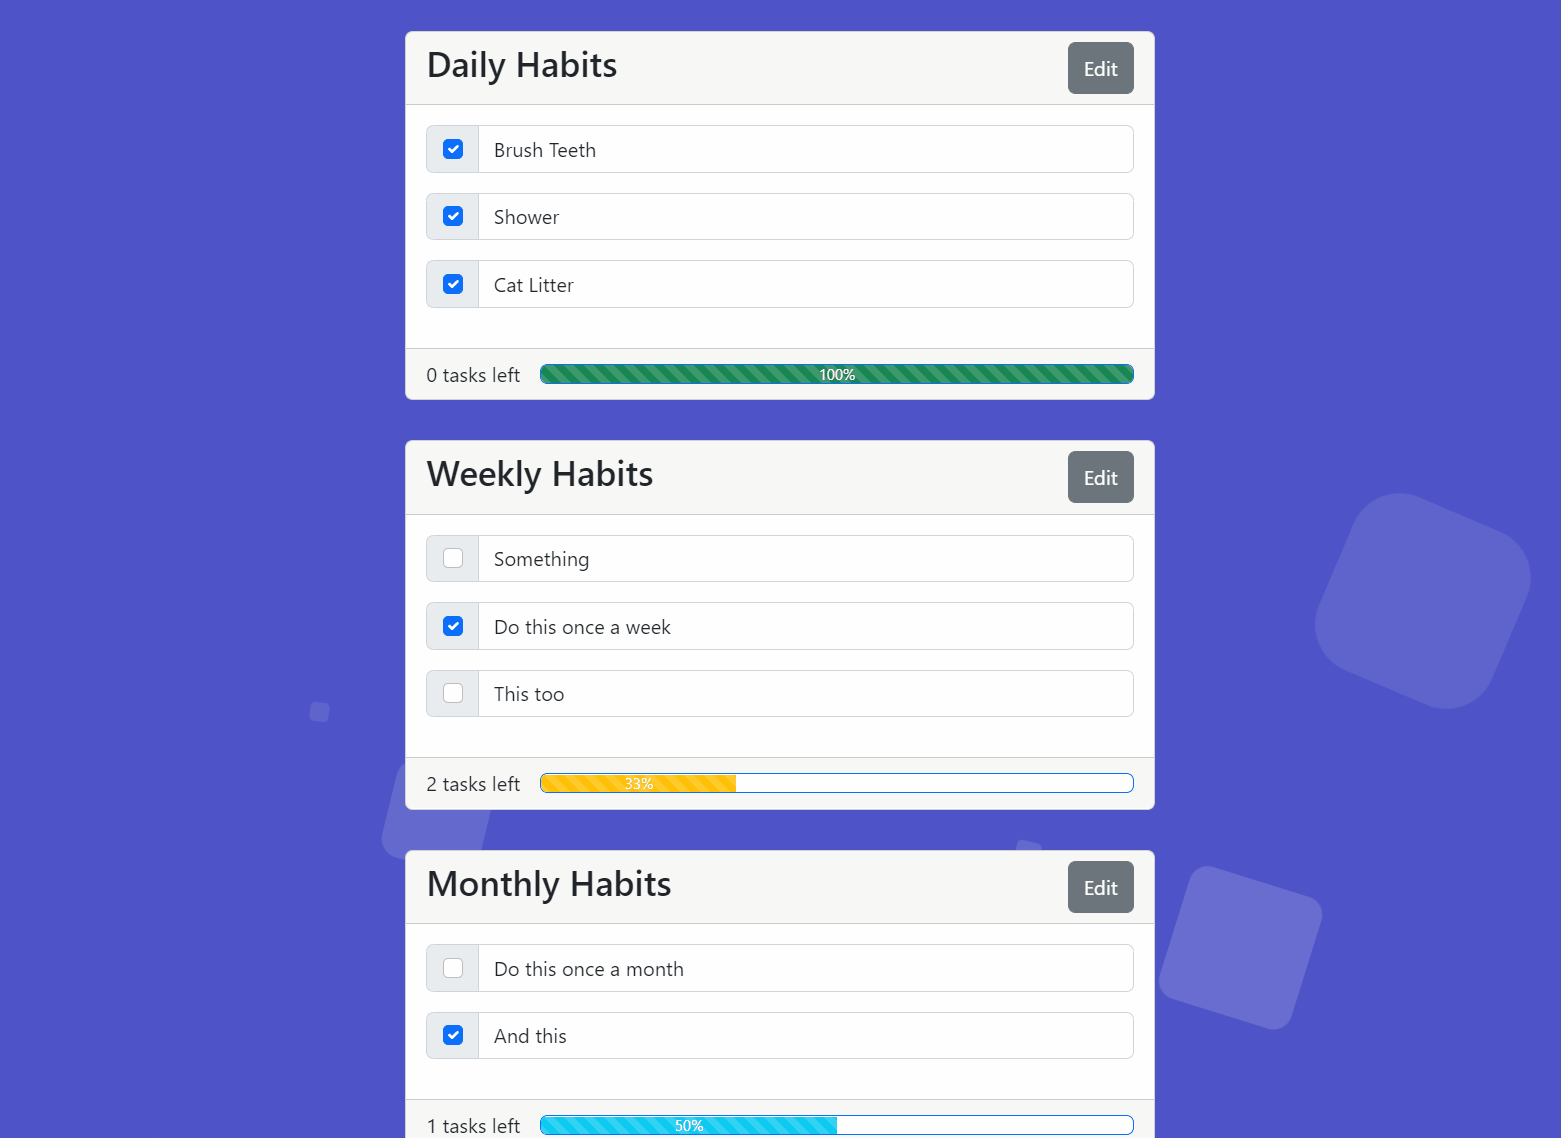 Daily Habits
Edit
Brush Teeth
Shower
Cat Litter
0 tasks left
100%
Weekly Habits
Edit
Something
Do this once a week
This too
2 tasks left
33%
Monthly Habits
Edit
Do this once a month
And this
1 tasks left
50%